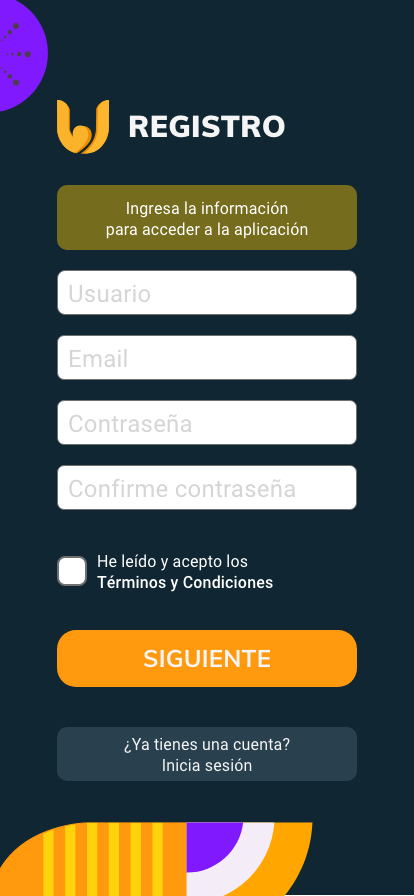 REGISTRO
Ingresa la información
para acceder a la aplicación
Usuario
Email
Contraseña
Confirme contraseña
He leído y acepto los
Términos y Condiciones
SIGUIENTE
¿Ya tienes una cuenta?
Inicia sesión